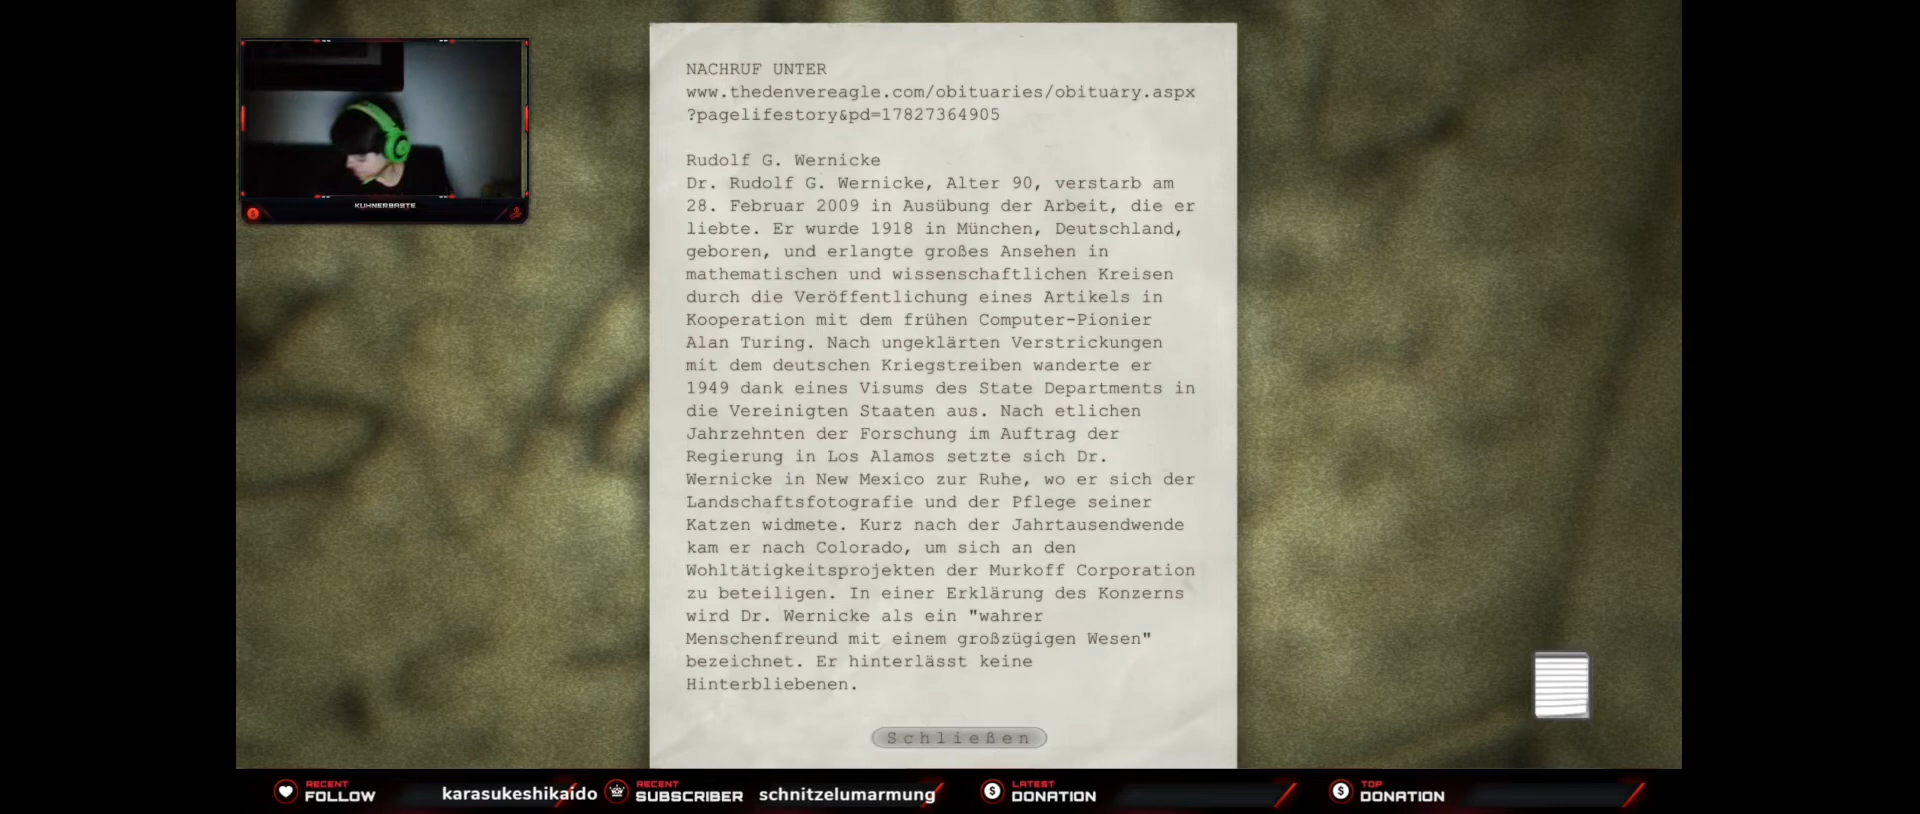 NACHRUF UNTER
www.thedenvereagle.com/obituaries/obituary.aspx
?pagelifestory&pd=17827364905
Rudolf G. Wernicke
Dr. Rudolf G. Wernicke, Alter 90, verstarb am
28. Februar 2009 in Ausübung der Arbeit, die er
liebte. Er wurde 1918 in München, Deutschland,
geboren, und erlangte großes Ansehen in
mathematischen und wissenschaftlichen Kreisen
durch die Veröffentlichung eines Artikels in
Kooperation mit dem frühen Computer-Pionier
Alan Turing. Nach ungeklärten Verstrickungen
mit dem deutschen Kriegstreiben wanderte er
1949 dank eines Visums des State Departments in
die Vereinigten Staaten aus. Nach etlichen
Jahrzehnten der Forschung im Auftrag der
Regierung in Los Alamos setzte sich Dr.
Wernicke in New Mexico zur Ruhe, wo er sich der
Landschaftsfotografie und der Pflege seiner
Katzen widmete. Kurz nach der Jahrtausendwende
kam er nach Colorado, um sich an den
Wohltätigkeitsprojekten der Murkoff Corporation
zu beteiligen. In einer Erklärung des Konzerns
wird Dr. Wernicke als ein "wahrer
Menschenfreund mit einem großzügigen Wesen"
bezeichnet. Er hinterlässt keine
Hinterbliebenen.
Schließen
RECENT FOLLOW karasukeshikaido
RECENT SUBSCRIBER schnitzelumarmung
LATEST DONATION
TOP DONATION